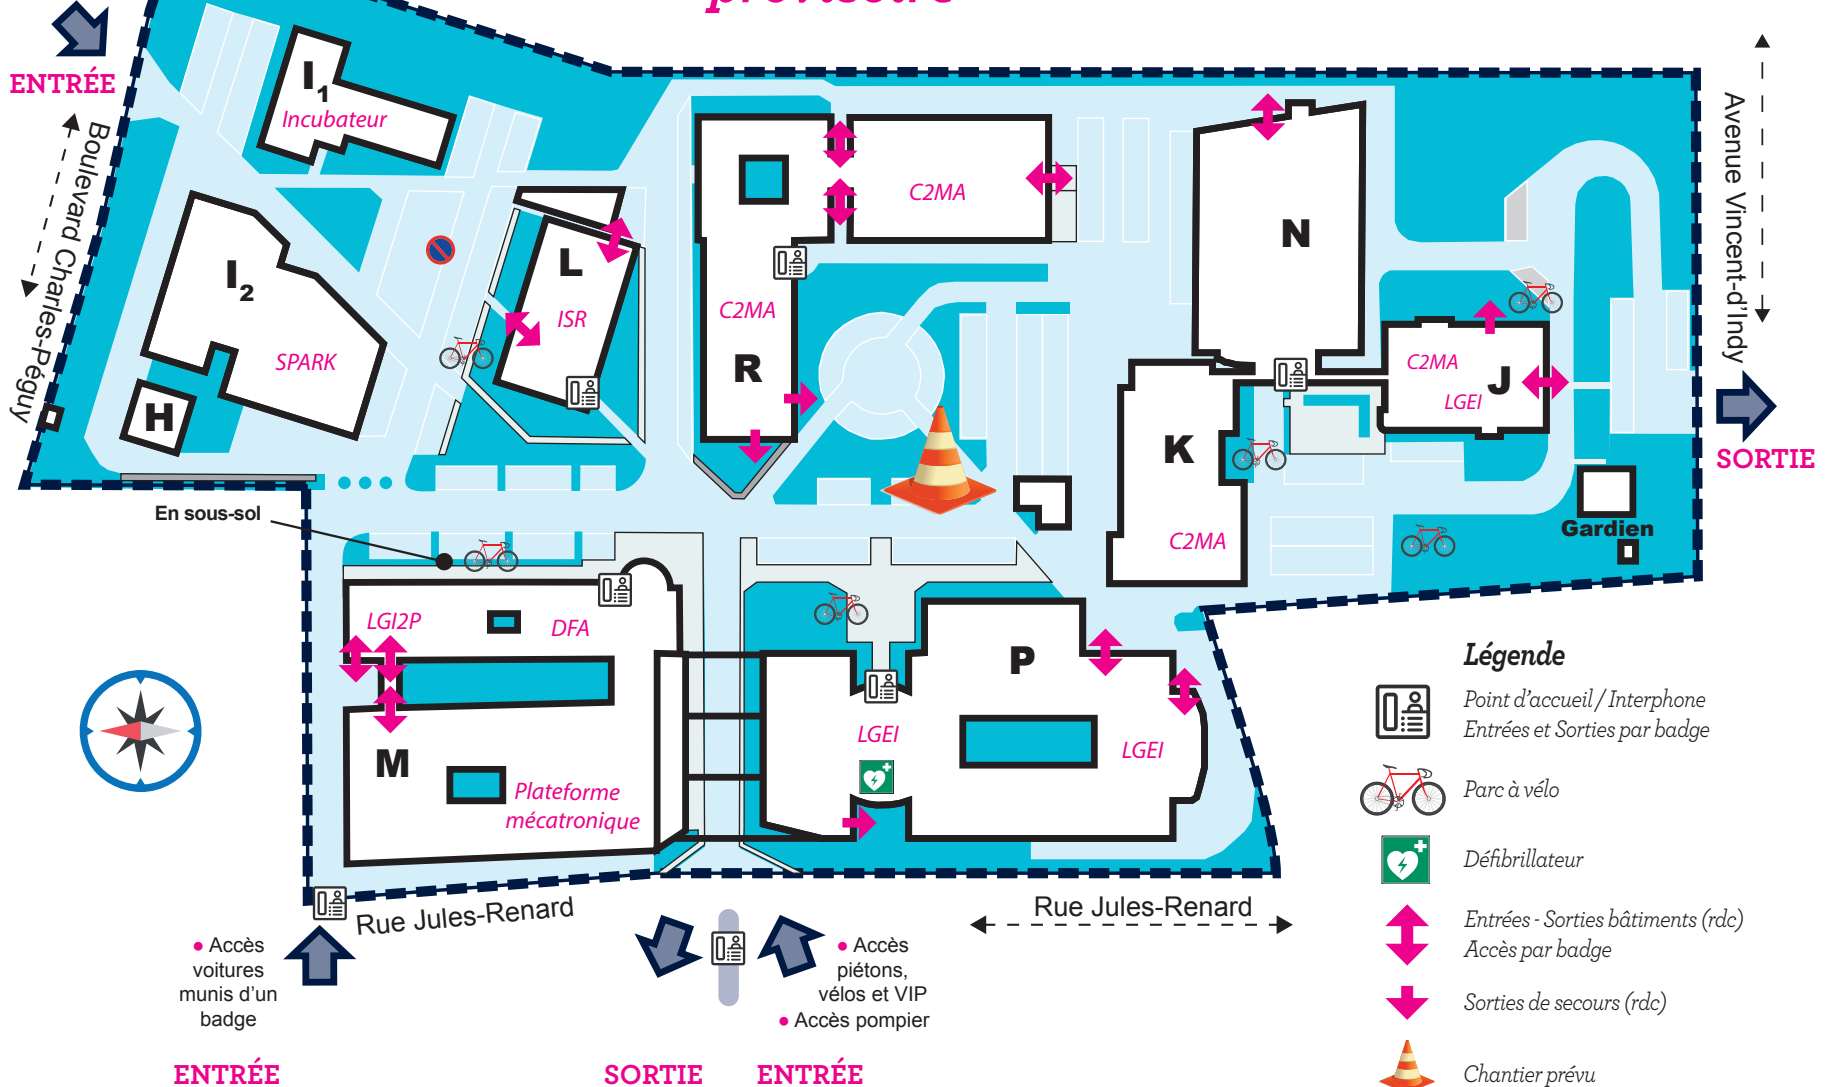 provisoire
ENTRÉE
Boulevard Charles-Péguy
I1
Incubateur
I2
SPARK
H
L
ISR
C2MA
C2MA
R
N
Avenue Vincent-d'Indy
C2MA
J
LGEI
SORTIE
K
C2MA
Gardien
En sous-sol
LGI2P
DFA
M
Plateforme
mécatronique
P
LGEI
LGEI
Légende
Point d'accueil / Interphone
Entrées et Sorties par badge
Parc à vélo
Défibrillateur
Entrées - Sorties bâtiments (rdc)
Accès par badge
Sorties de secours (rdc)
Chantier prévu
Rue Jules-Renard
Rue Jules-Renard
• Accès
voitures
munis d'un
badge
• Accès
piétons,
vélos et VIP
• Accès pompier
ENTRÉE
SORTIE
ENTRÉE